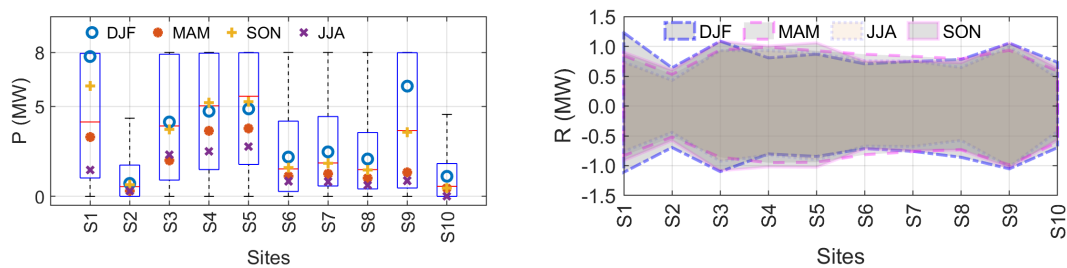 DJF MAM SON JJA
8
5
0
P (MW)
S1 S2 S3 S4 S5 S6 S7 S8 S9 S10
Sites
DJF MAM JJA SON
1.5
1.0
0.5
0.0
-0.5
-1.0
-1.5
R (MW)
S1 S2 S3 S4 S5 S6 S7 S8 S9 S10
Sites